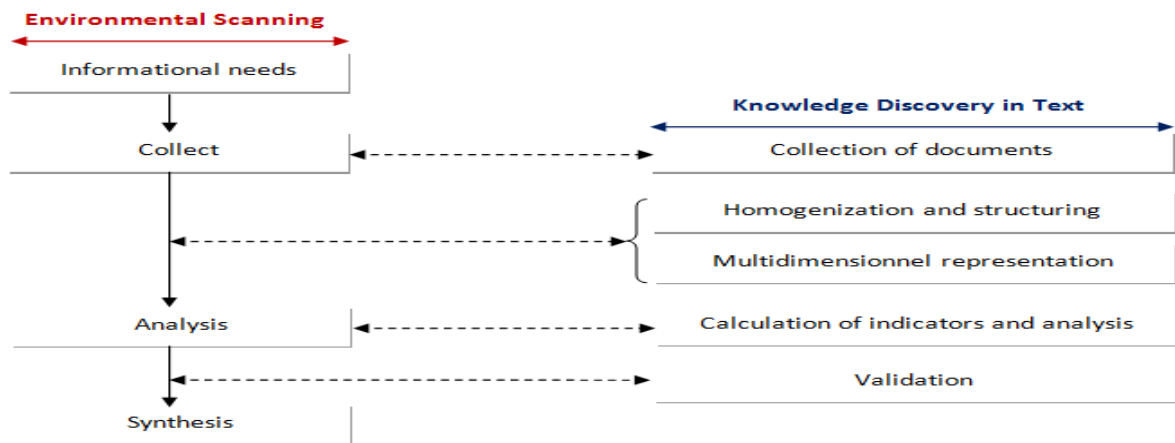 Environmental Scanning
Informational needs
Knowledge Discovery in Text
Collect
Collection of documents
Homogenization and structuring
Multidimensionnel representation
Analysis
Calculation of indicators and analysis
Validation
Synthesis